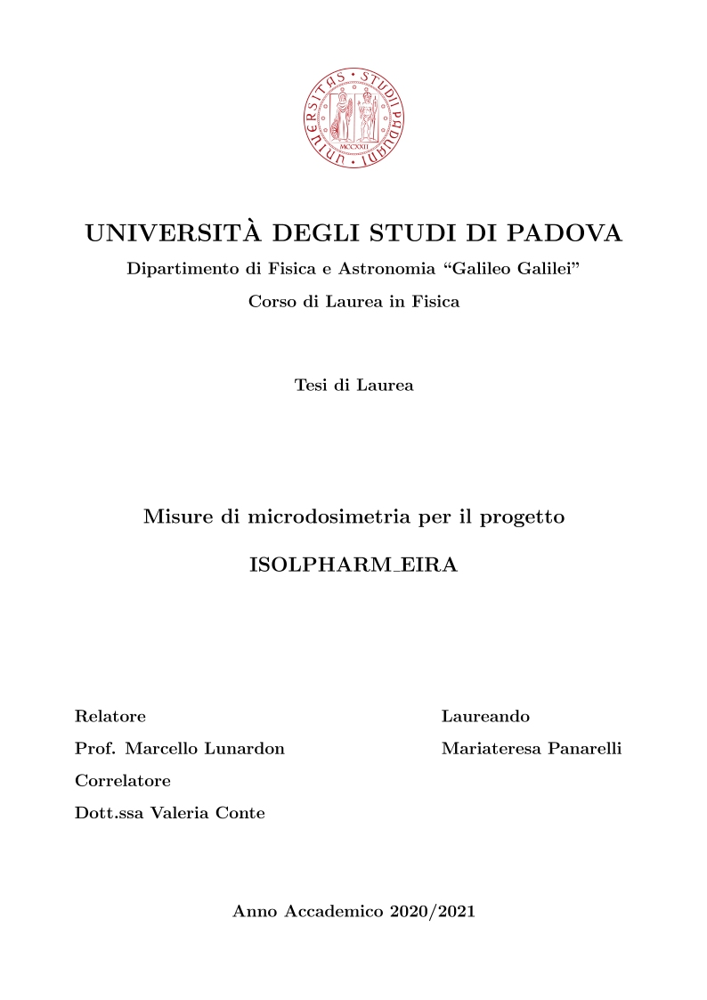 UNIVERSITAS · STUDII PADUANI ·
MCCXXII
UNIVERSITÀ DEGLI STUDI DI PADOVA
Dipartimento di Fisica e Astronomia “Galileo Galilei”
Corso di Laurea in Fisica
Tesi di Laurea
Misure di microdosimetria per il progetto
ISOLPHARM_EIRA
Relatore
Prof. Marcello Lunardon
Correlatore
Dott.ssa Valeria Conte
Laureando
Mariateresa Panarelli
Anno Accademico 2020/2021